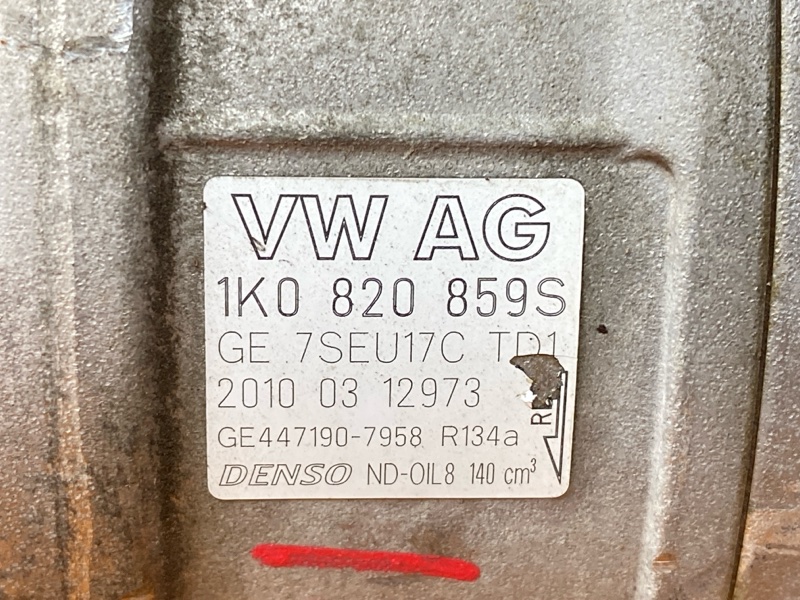 VW AG
1K0 820 859S
GE 7SEU17C TD1
2010 03 12973
GE447190-7958 R134a
DENSO ND-OIL8 140 cm³